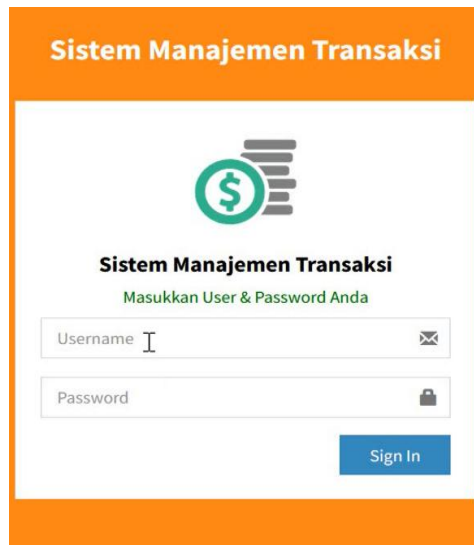 Sistem Manajemen Transaksi
$
Sistem Manajemen Transaksi
Masukkan User & Password Anda
Username
Password
Sign In